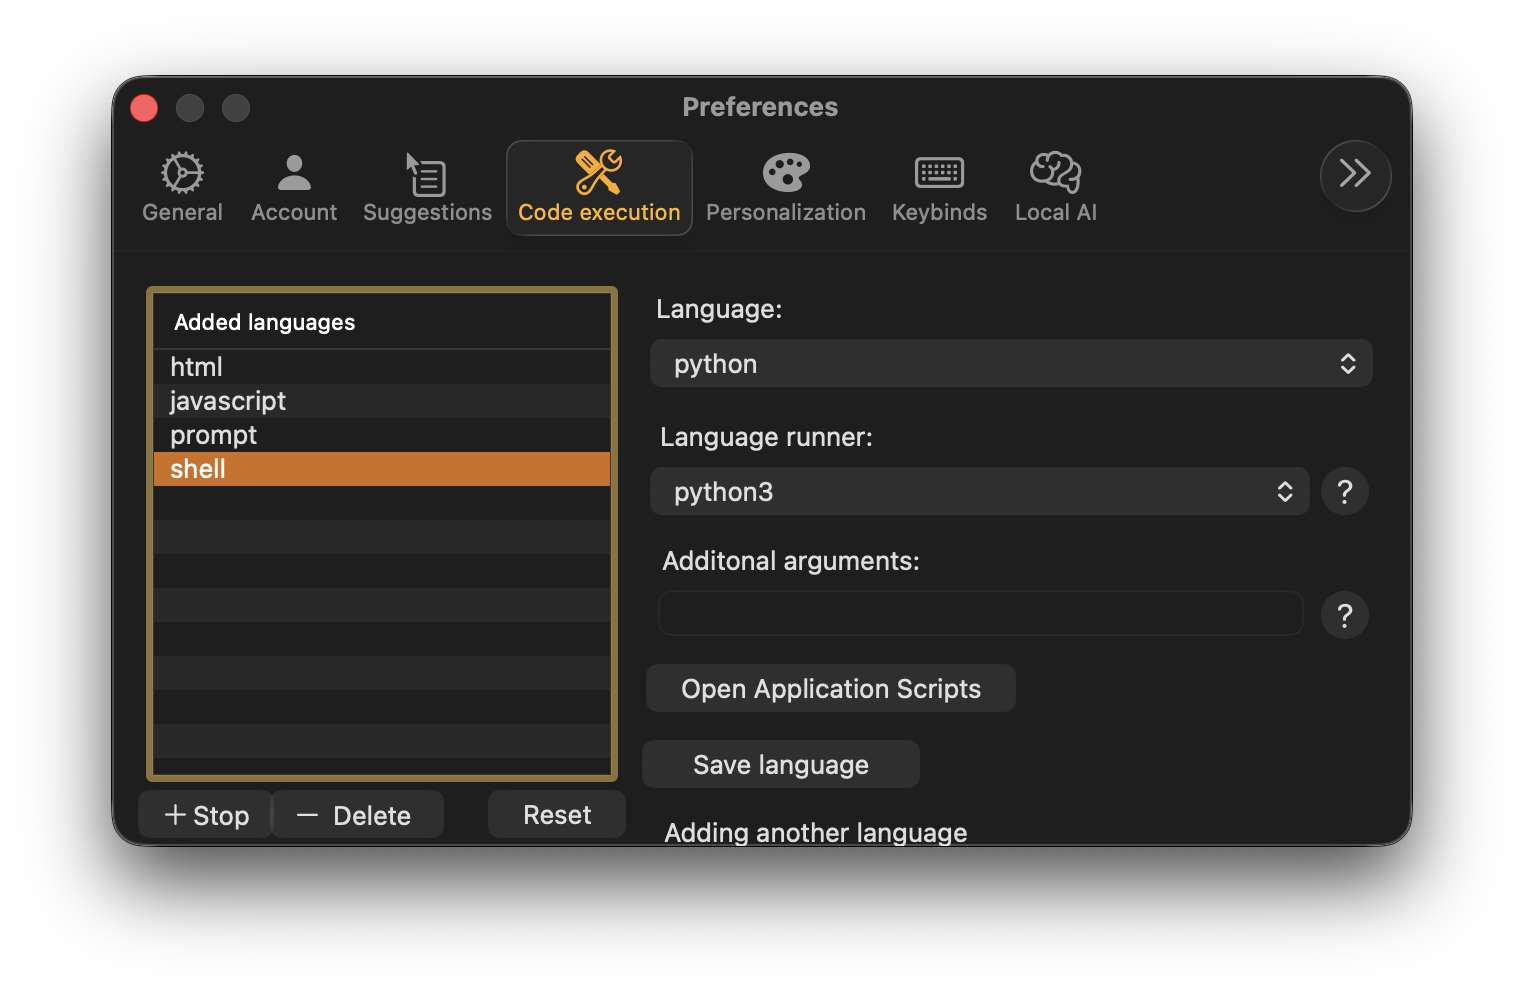 Preferences
General
Account
Suggestions
Code execution
Personalization
Keybinds
Local AI
Added languages
html
javascript
prompt
shell
+ Stop
— Delete
Reset
Language:
python
Language runner:
python3
?
Additonal arguments:
?
Open Application Scripts
Save language
Adding another language